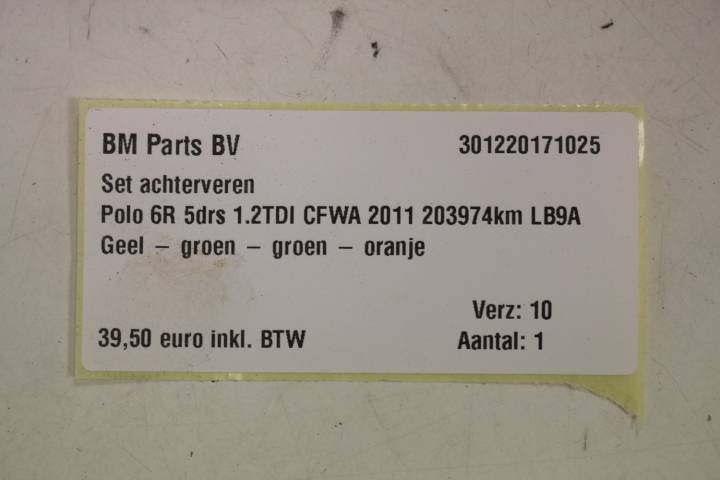 BM Parts BV 301220171025
Set achterveren
Polo 6R 5drs 1.2TDI CFWA 2011 203974km LB9A
Geel – groen – groen – oranje
Verz: 10
39,50 euro inkl. BTW Aantal: 1